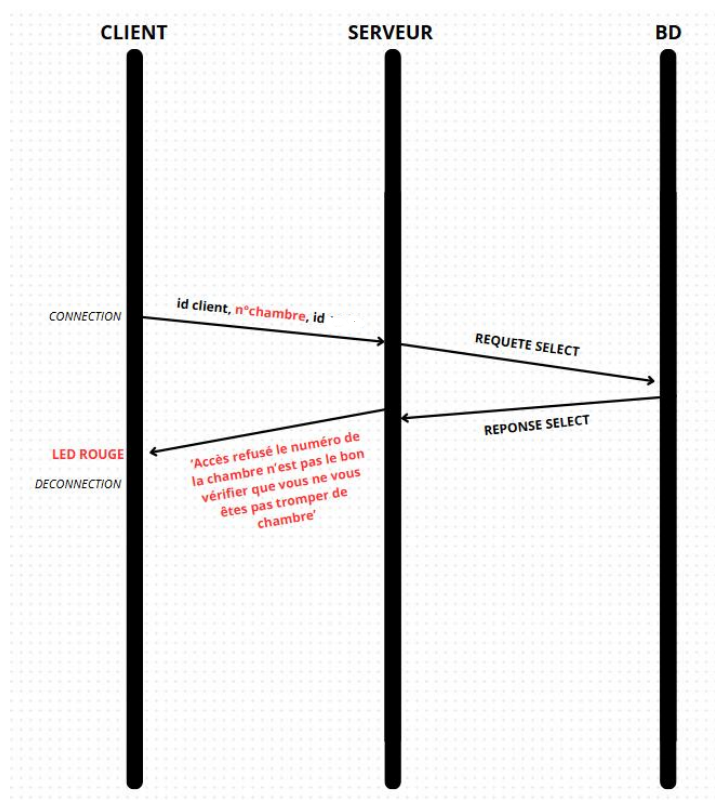 CLIENT
SERVEUR
BD
id client, n°chambre, id
CONNECTION
REQUETE SELECT
REPONSE SELECT
LED ROUGE
DECONNECTION
'Accès refusé le numéro de
la chambre n'est pas le bon
vérifier que vous ne vous
êtes pas tromper de
chambre'